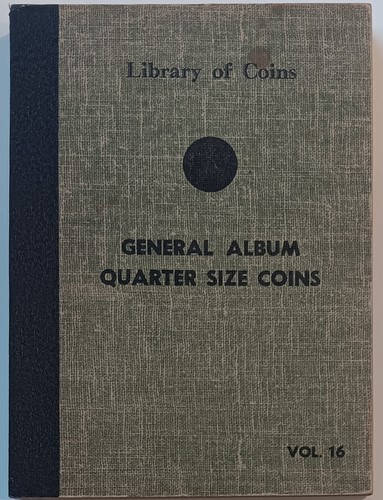 Library of Coins
GENERAL ALBUM
QUARTER SIZE COINS
VOL. 16